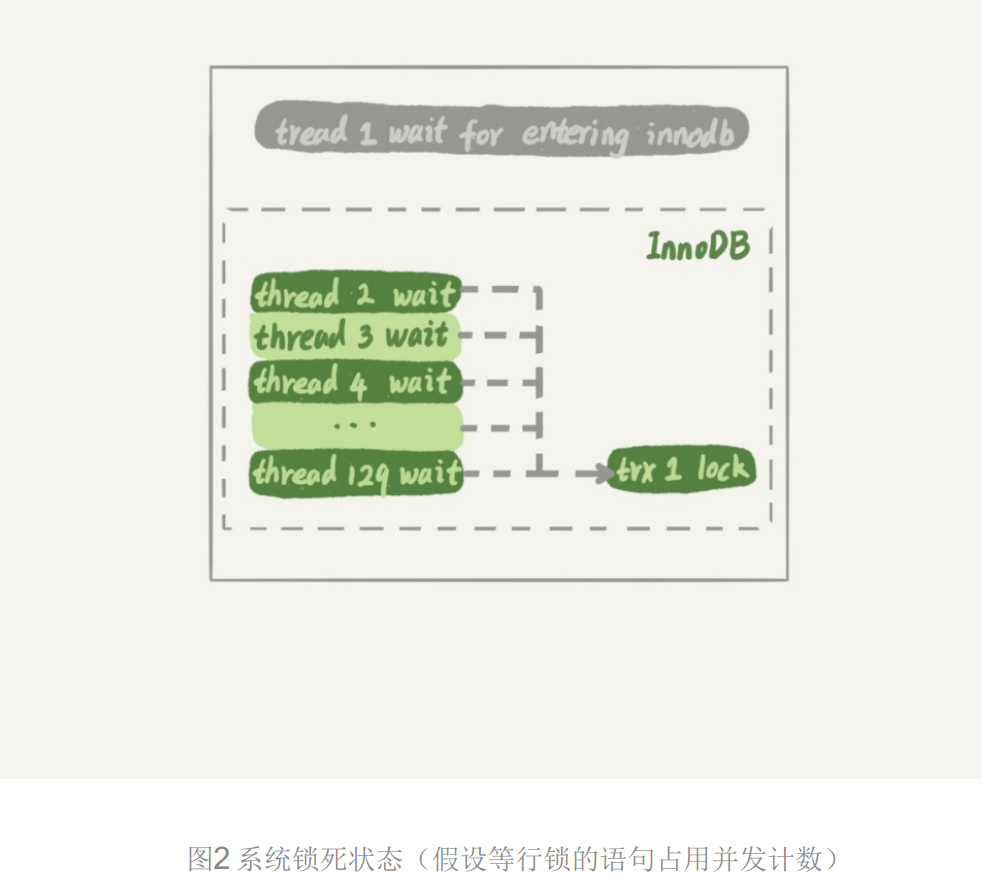 tread 1 wait for entering innodb
InnoDB
thread 2 wait
thread 3 wait
thread 4 wait
...
thread 129 wait
trx 1 lock
图2 系统锁死状态（假设等行锁的语句占用并发计数）